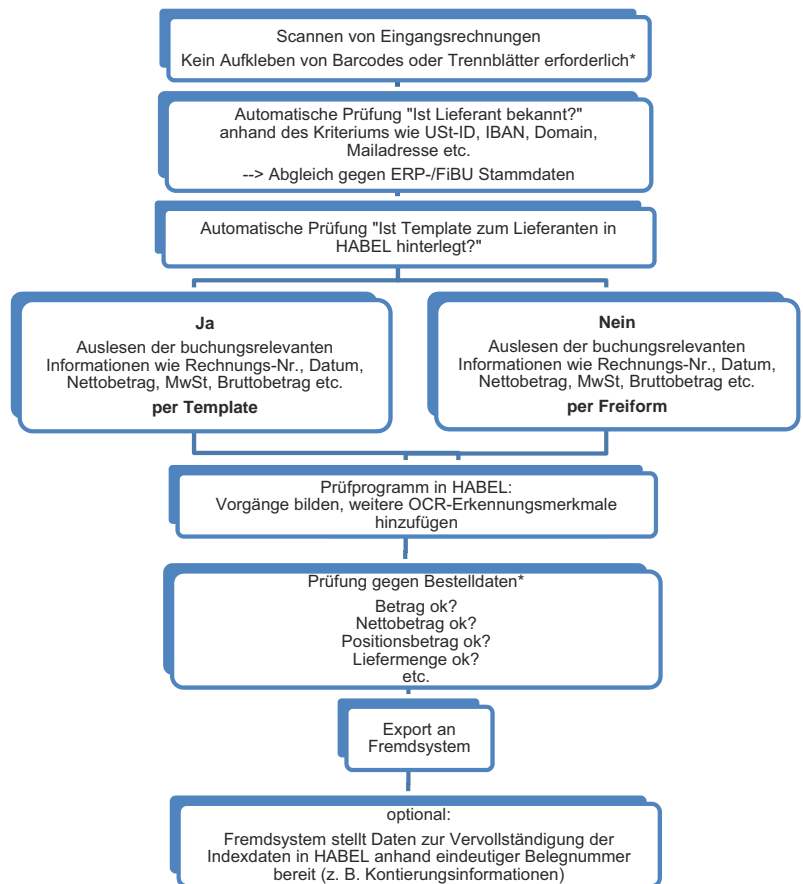 Scannen von Eingangsrechnungen
Kein Aufkleben von Barcodes oder Trennblätter erforderlich*
Automatische Prüfung "Ist Lieferant bekannt?"
anhand des Kriteriums wie USt-ID, IBAN, Domain,
Mailadresse etc.
--> Abgleich gegen ERP-/FiBU Stammdaten
Automatische Prüfung "Ist Template zum Lieferanten in
HABEL hinterlegt?"
Ja
Auslesen der buchungsrelevanten
Informationen wie Rechnungs-Nr., Datum,
Nettobetrag, MwSt, Bruttobetrag etc.
per Template
Nein
Auslesen der buchungsrelevanten
Informationen wie Rechnungs-Nr., Datum,
Nettobetrag, MwSt, Bruttobetrag etc.
per Freiform
Prüfprogramm in HABEL:
Vorgänge bilden, weitere OCR-Erkennungsmerkmale
hinzufügen
Prüfung gegen Bestelldaten*
Betrag ok?
Nettobetrag ok?
Positionsbetrag ok?
Liefermenge ok?
etc.
Export an
Fremdsystem
optional:
Fremdsystem stellt Daten zur Vervollständigung der
Indexdaten in HABEL anhand eindeutiger Belegnummer
bereit (z. B. Kontierungsinformationen)